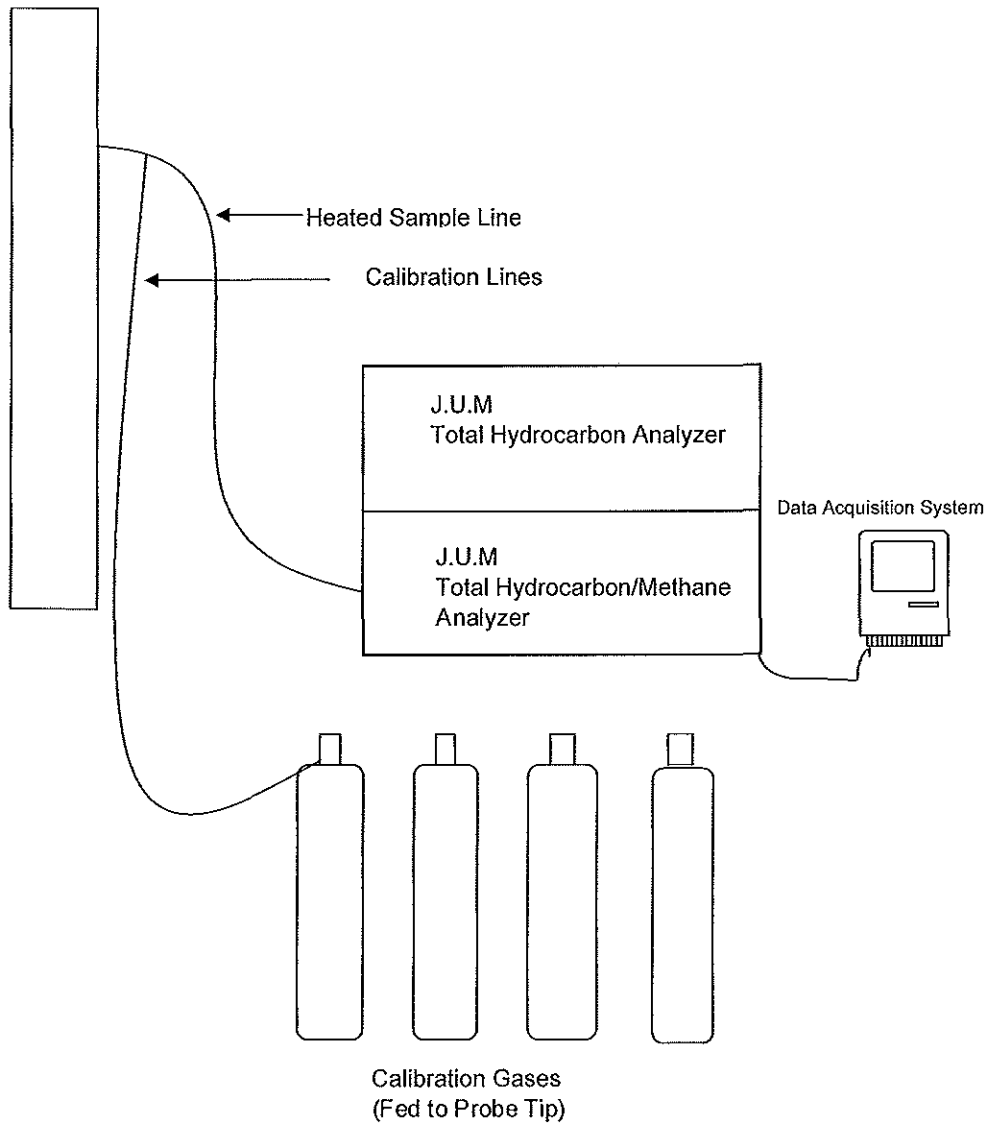 Heated Sample Line
Calibration Lines
J.U.M
Total Hydrocarbon Analyzer
Data Acquisition System
J.U.M
Total Hydrocarbon/Methane
Analyzer
Calibration Gases
(Fed to Probe Tip)